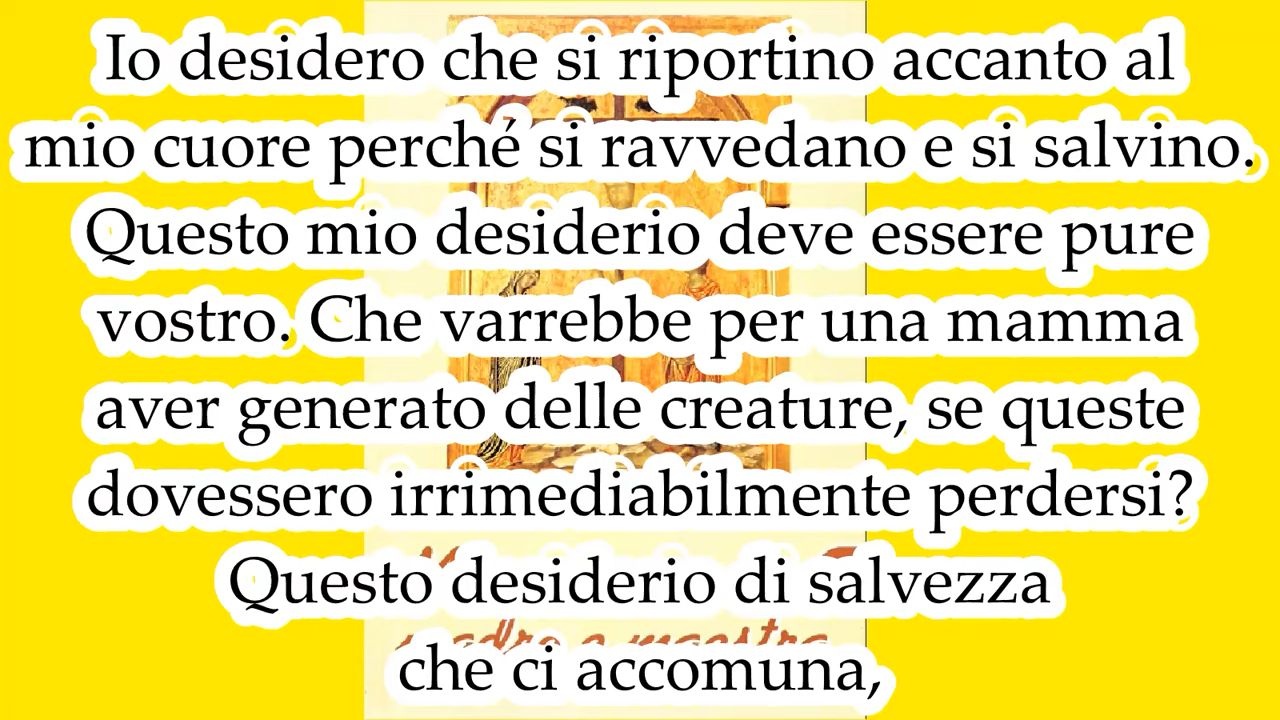 Io desidero che si riportino accanto al
mio cuore perché si ravvedano e si salvino.
Questo mio desiderio deve essere pure
vostro. Che varrebbe per una mamma
aver generato delle creature, se queste
dovessero irrimediabilmente perdersi?
Questo desiderio di salvezza
madre e maestra
che ci accomuna,